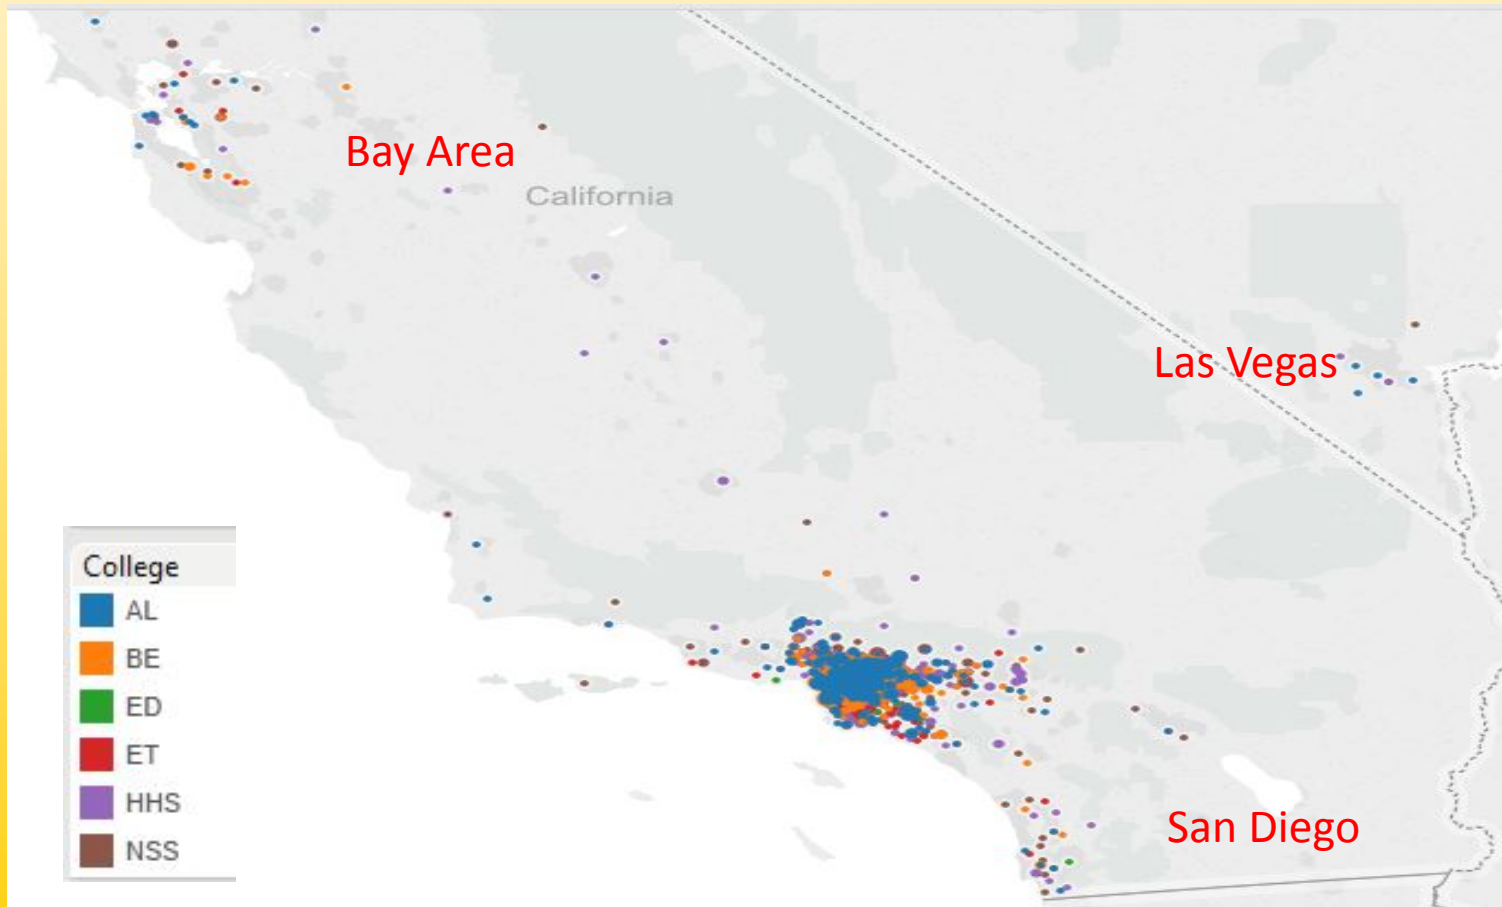 Bay Area
California
Las Vegas
College
AL
BE
ED
ET
HHS
NSS
San Diego